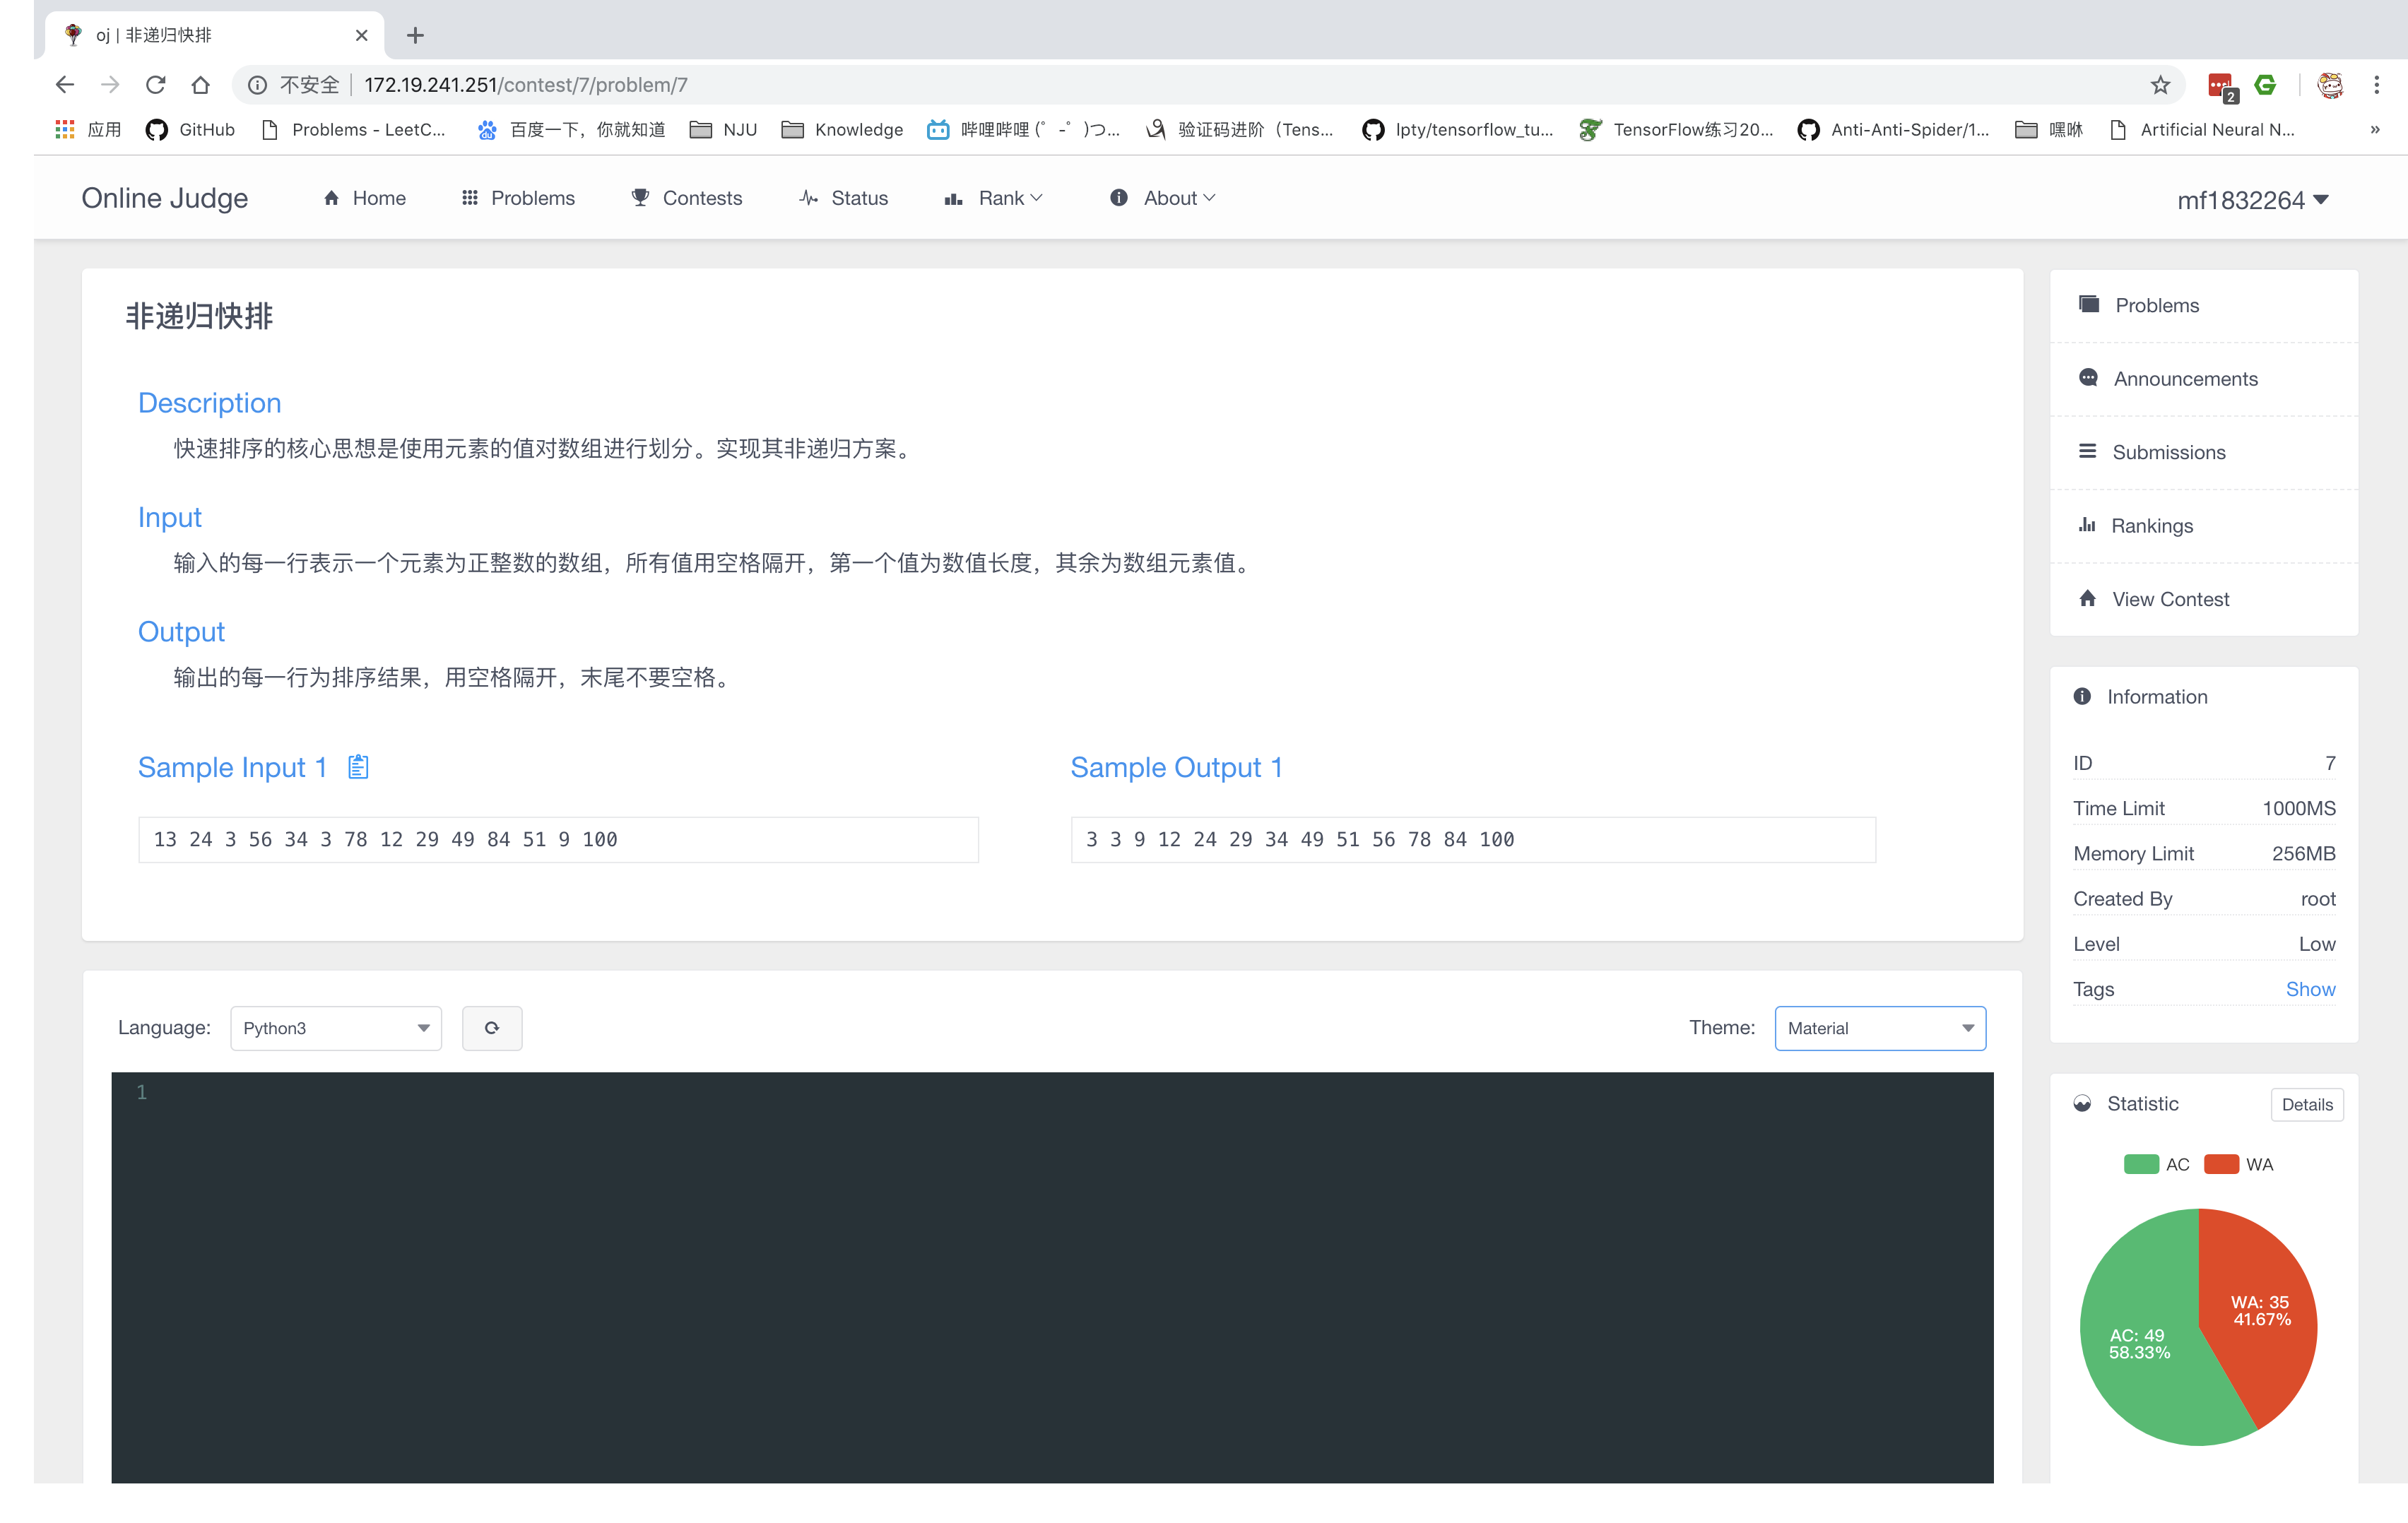 oj | 非递归快排
不安全 172.19.241.251/contest/7/problem/7
2
应用 GitHub Problems - LeetC... 百度一下，你就知道 NJU Knowledge 哔哩哔哩 (゜-゜)つ... 验证码进阶（Tens... lpty/tensorflow_tu... TensorFlow练习20... Anti-Anti-Spider/1... 嘿咻 Artificial Neural N... »
Online Judge Home Problems Contests Status Rank About mf1832264
非递归快排
Description
快速排序的核心思想是使用元素的值对数组进行划分。实现其非递归方案。
Input
输入的每一行表示一个元素为正整数的数组，所有值用空格隔开，第一个值为数值长度，其余为数组元素值。
Output
输出的每一行为排序结果，用空格隔开，末尾不要空格。
Sample Input 1
13 24 3 56 34 3 78 12 29 49 84 51 9 100
Sample Output 1
3 3 9 12 24 29 34 49 51 56 78 84 100
Language: Python3
Theme: Material
1
Problems
Announcements
Submissions
Rankings
View Contest
Information
ID 7
Time Limit 1000MS
Memory Limit 256MB
Created By root
Level Low
Tags Show
Statistic Details
AC WA
WA: 35
41.67%
AC: 49
58.33%